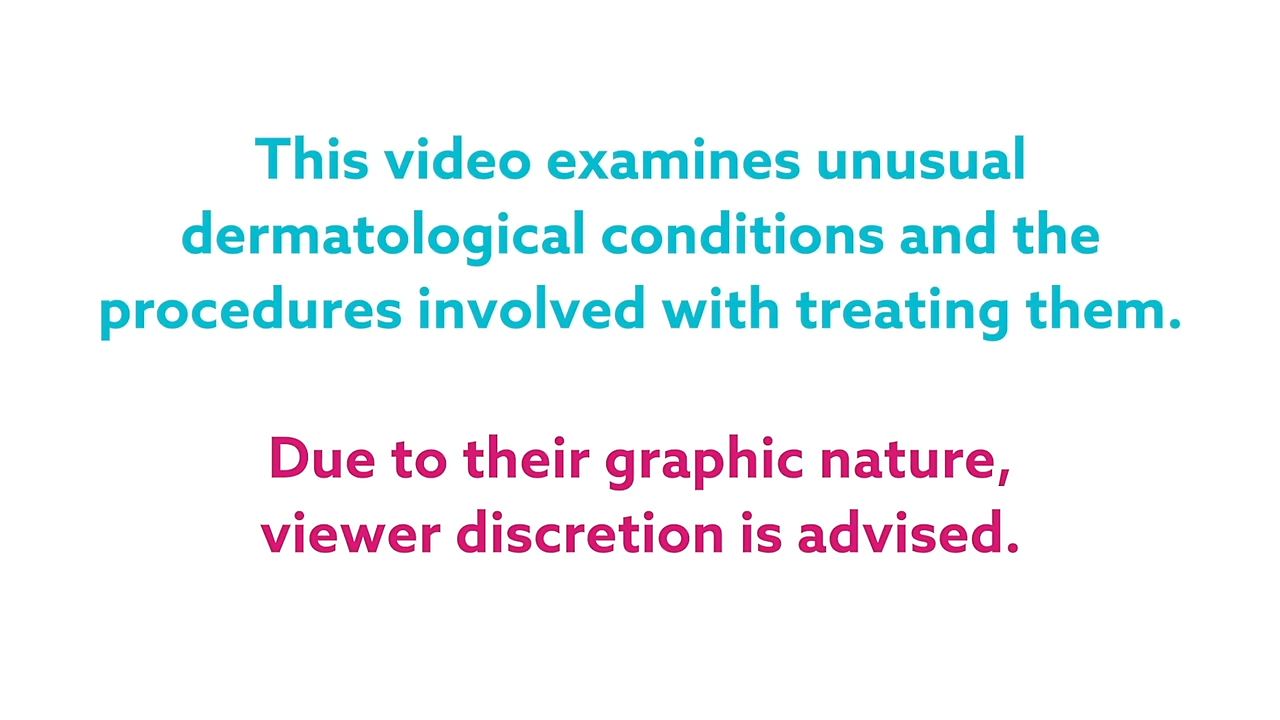 This video examines unusual
dermatological conditions and the
procedures involved with treating them.
Due to their graphic nature,
viewer discretion is advised.